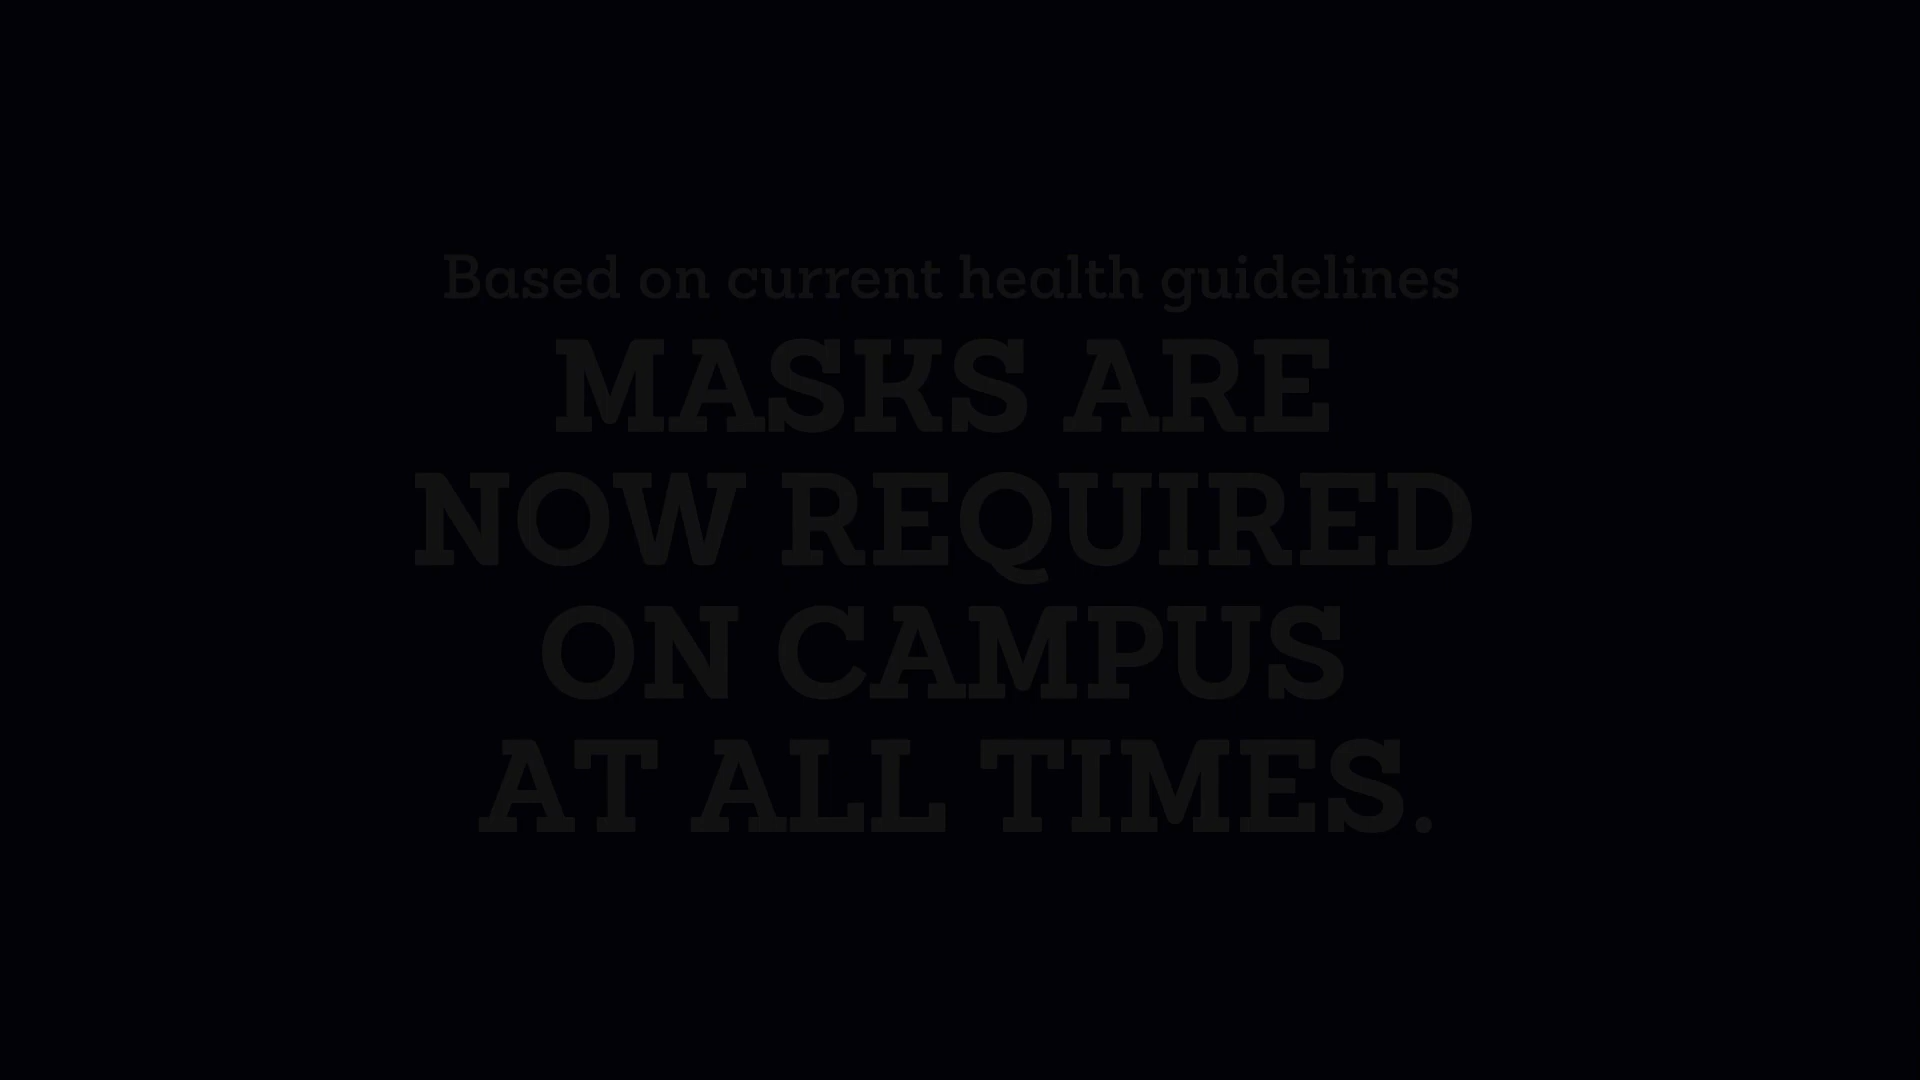 Based on current health guidelines
MASKS ARE
NOW REQUIRED
ON CAMPUS
AT ALL TIMES.